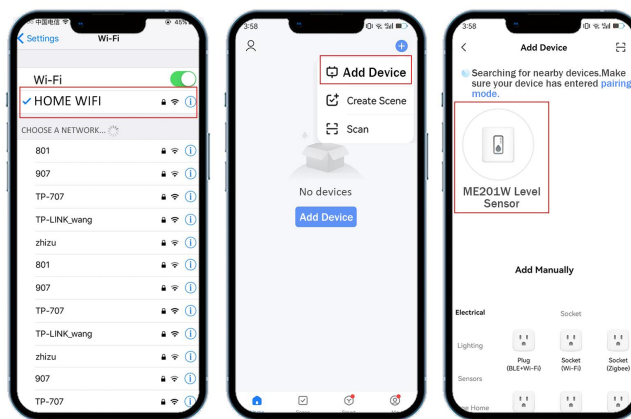 中国电信
45%
Settings
Wi-Fi
Wi-Fi
HOME WIFI
CHOOSE A NETWORK...
801
907
TP-707
TP-LINK_wang
zhizu
801
907
TP-707
TP-LINK_wang
zhizu
907
TP-707
3:58
Add Device
Create Scene
Scan
No devices
Add Device
3:58
Add Device
Searching for nearby devices.Make
sure your device has entered pairing
mode.
ME201W Level
Sensor
Add Manually
Electrical
Socket
Lighting
Plug
(BLE+Wi-Fi)
Socket
(Wi-Fi)
Socket
(Zigbee)
Sensors
Home